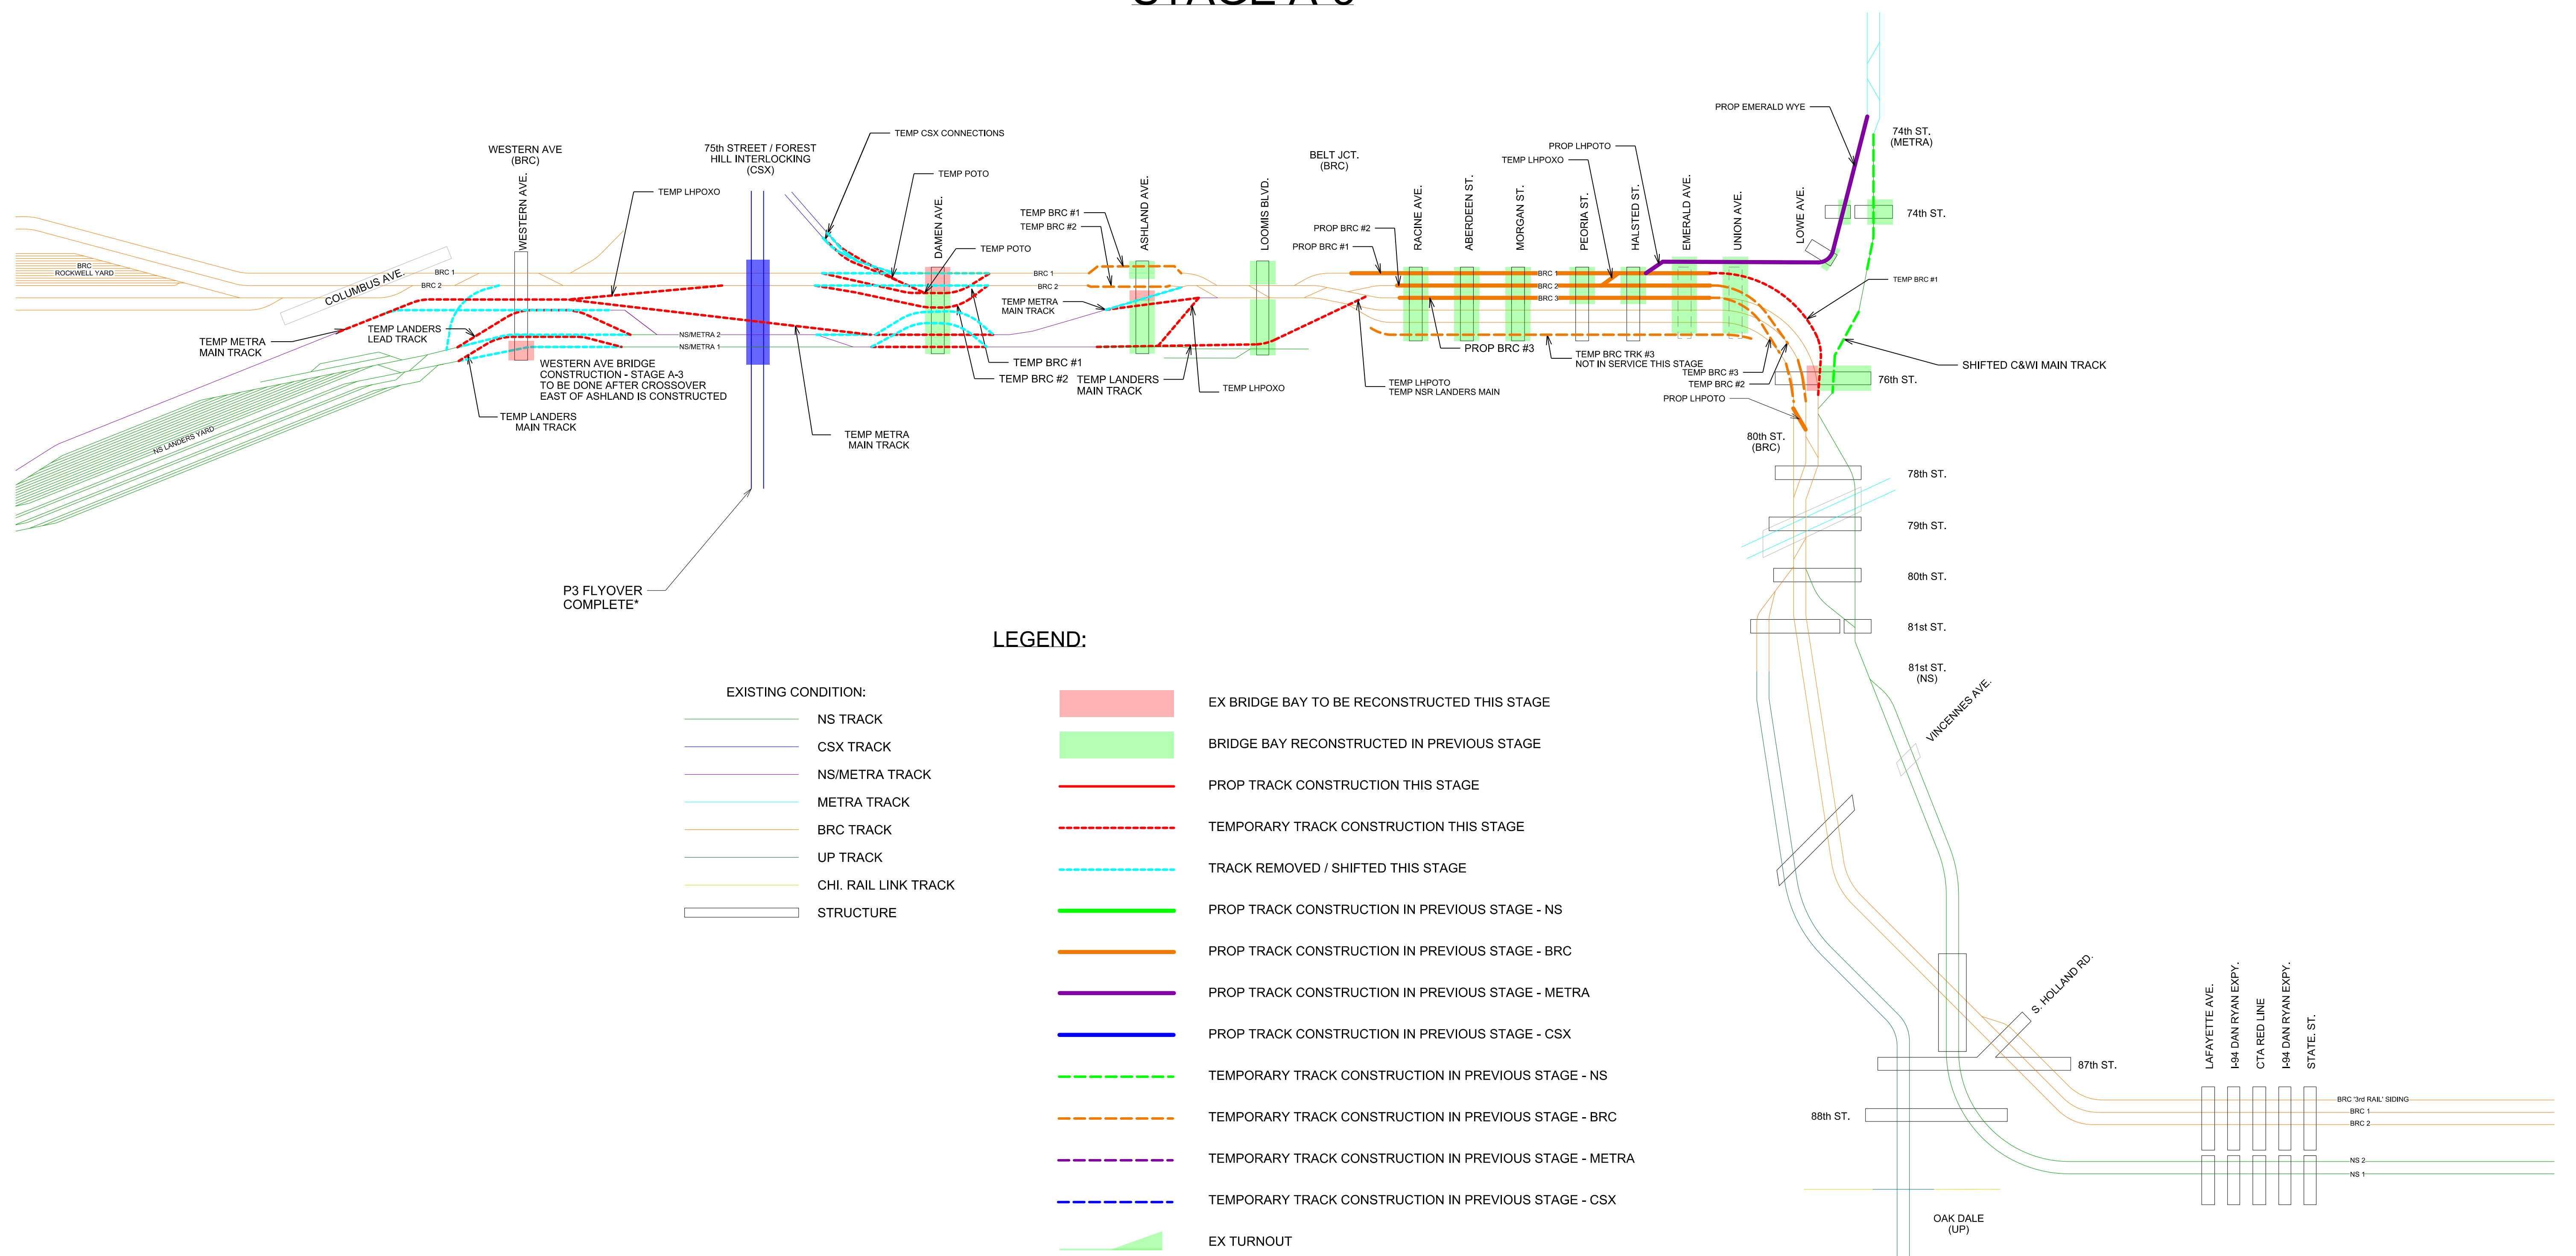 PROP EMERALD WYE
TEMP CSX CONNECTIONS
74th ST.
(METRA)
WESTERN AVE
(BRC)
75th STREET / FOREST
HILL INTERLOCKING
(CSX)
PROP LHPOTO
TEMP LHPOXO
BELT JCT.
(BRC)
TEMP POTO
TEMP LHPOXO
WESTERN AVE.
DAMEN AVE.
ASHLAND AVE.
LOOMIS BLVD.
RACINE AVE.
ABERDEEN ST.
MORGAN ST.
PEORIA ST.
HALSTED ST.
EMERALD AVE.
UNION AVE.
LOWE AVE.
74th ST.
TEMP BRC #1
TEMP BRC #2
PROP BRC #2
PROP BRC #1
TEMP POTO
BRC
ROCKWELL YARD
COLUMBUS AVE.
BRC 1
BRC 2
BRC 1
BRC 2
BRC 1
BRC 2
BRC 3
TEMP BRC #1
TEMP METRA
MAIN TRACK
TEMP LANDERS
LEAD TRACK
NS/METRA 2
NS/METRA 1
TEMP METRA
MAIN TRACK
PROP BRC #3
TEMP BRC TRK #3
NOT IN SERVICE THIS STAGE
WESTERN AVE BRIDGE
CONSTRUCTION - STAGE A-3
TO BE DONE AFTER CROSSOVER
EAST OF ASHLAND IS CONSTRUCTED
TEMP BRC #1
TEMP BRC #2
TEMP LANDERS
MAIN TRACK
TEMP LHPOXO
TEMP LHPOTO
TEMP NSR LANDERS MAIN
TEMP BRC #3
TEMP BRC #2
PROP LHPOTO
SHIFTED C&WI MAIN TRACK
76th ST.
TEMP LANDERS
MAIN TRACK
NS LANDERS YARD
TEMP METRA
MAIN TRACK
80th ST.
(BRC)
78th ST.
79th ST.
80th ST.
P3 FLYOVER
COMPLETE*
81st ST.
81st ST.
(NS)
VINCENNES AVE.
LEGEND:
EXISTING CONDITION:
NS TRACK
CSX TRACK
NS/METRA TRACK
METRA TRACK
BRC TRACK
UP TRACK
CHI. RAIL LINK TRACK
STRUCTURE
EX BRIDGE BAY TO BE RECONSTRUCTED THIS STAGE
BRIDGE BAY RECONSTRUCTED IN PREVIOUS STAGE
PROP TRACK CONSTRUCTION THIS STAGE
TEMPORARY TRACK CONSTRUCTION THIS STAGE
TRACK REMOVED / SHIFTED THIS STAGE
PROP TRACK CONSTRUCTION IN PREVIOUS STAGE - NS
PROP TRACK CONSTRUCTION IN PREVIOUS STAGE - BRC
PROP TRACK CONSTRUCTION IN PREVIOUS STAGE - METRA
PROP TRACK CONSTRUCTION IN PREVIOUS STAGE - CSX
TEMPORARY TRACK CONSTRUCTION IN PREVIOUS STAGE - NS
TEMPORARY TRACK CONSTRUCTION IN PREVIOUS STAGE - BRC
TEMPORARY TRACK CONSTRUCTION IN PREVIOUS STAGE - METRA
TEMPORARY TRACK CONSTRUCTION IN PREVIOUS STAGE - CSX
EX TURNOUT
S. HOLLAND RD.
87th ST.
88th ST.
LAFAYETTE AVE.
I-94 DAN RYAN EXPY.
CTA RED LINE
I-94 DAN RYAN EXPY.
STATE. ST.
BRC '3rd RAIL' SIDING
BRC 1
BRC 2
NS 2
NS 1
OAK DALE
(UP)